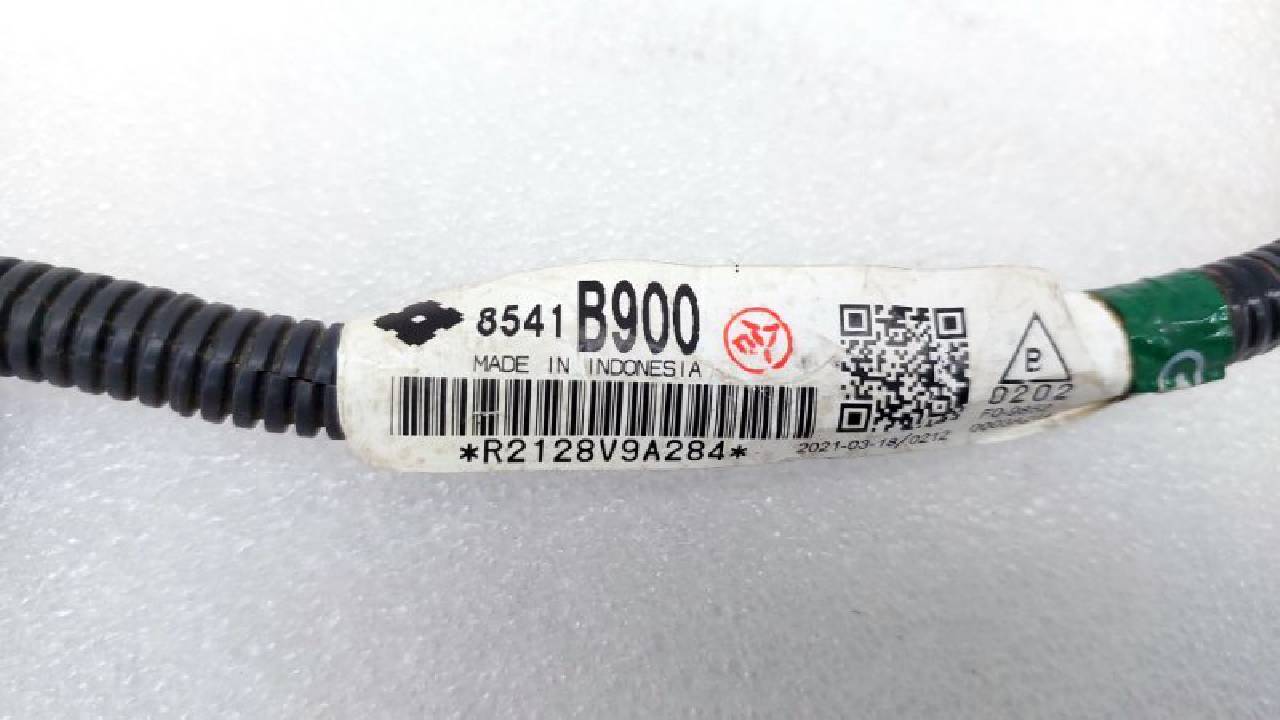 8541 B900
MADE IN INDONESIA
*R2128V9A284*
2021-03-18/0212
B
D202